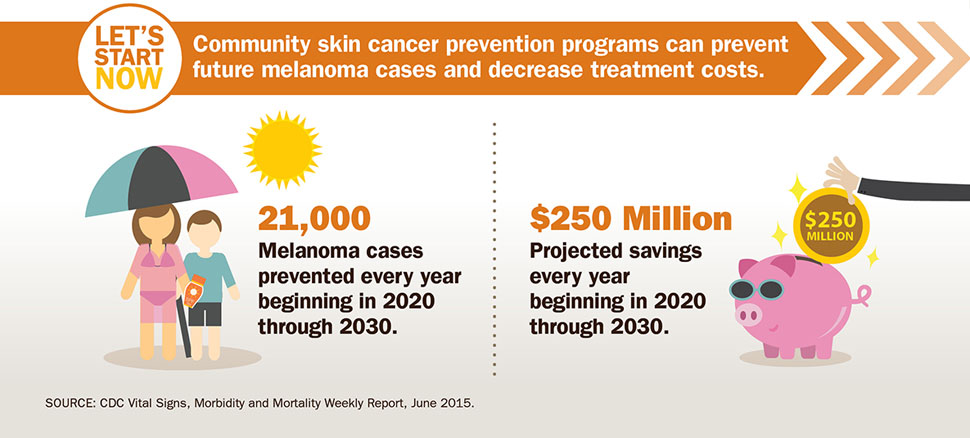 LET'S
START
NOW
Community skin cancer prevention programs can prevent
future melanoma cases and decrease treatment costs.
21,000
Melanoma cases
prevented every year
beginning in 2020
through 2030.
$250 Million
Projected savings
every year
beginning in 2020
through 2030.
$250
MILLION
SOURCE: CDC Vital Signs, Morbidity and Mortality Weekly Report, June 2015.